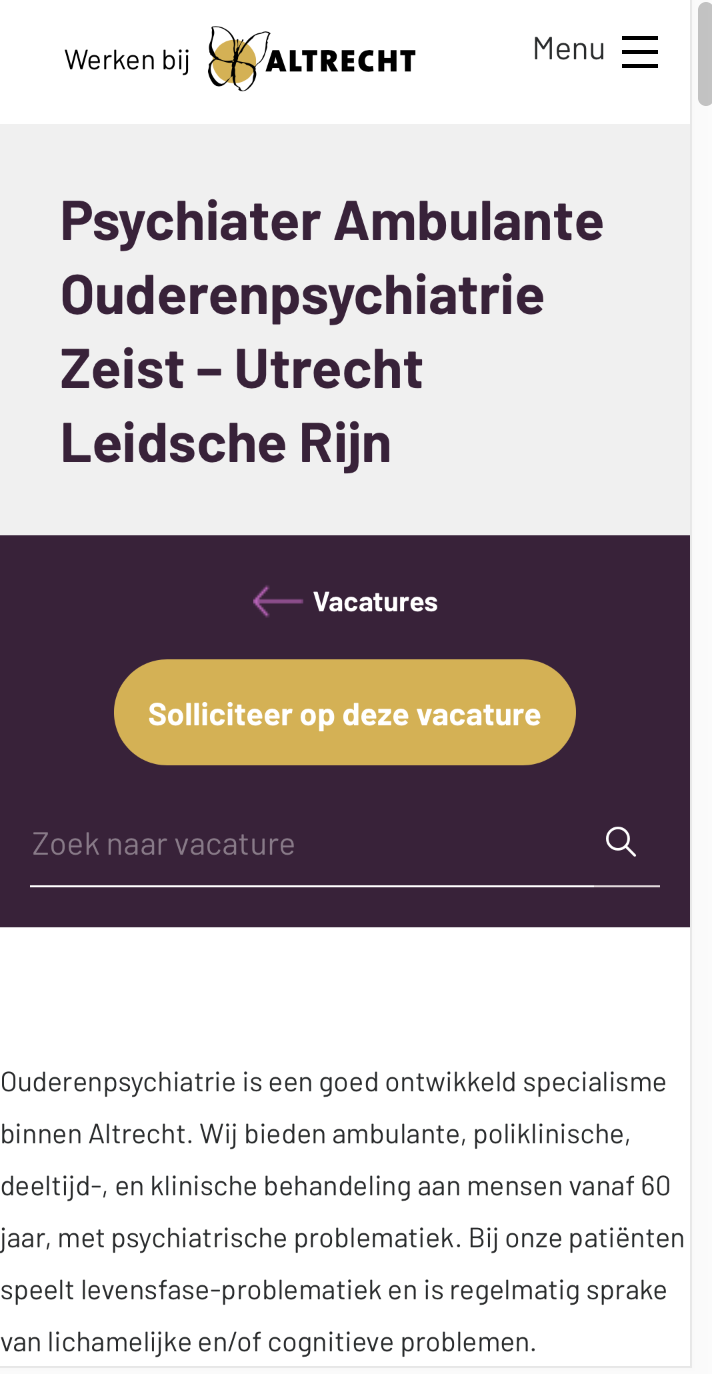 Werken bij ALTRECHT
Menu
Psychiater Ambulante
Ouderenpsychiatrie
Zeist – Utrecht
Leidsche Rijn
Vacatures
Solliciteer op deze vacature
Zoek naar vacature
Ouderenpsychiatrie is een goed ontwikkeld specialisme
binnen Altrecht. Wij bieden ambulante, poliklinische,
deeltijd-, en klinische behandeling aan mensen vanaf 60
jaar, met psychiatrische problematiek. Bij onze patiënten
speelt levensfase-problematiek en is regelmatig sprake
van lichamelijke en/of cognitieve problemen.